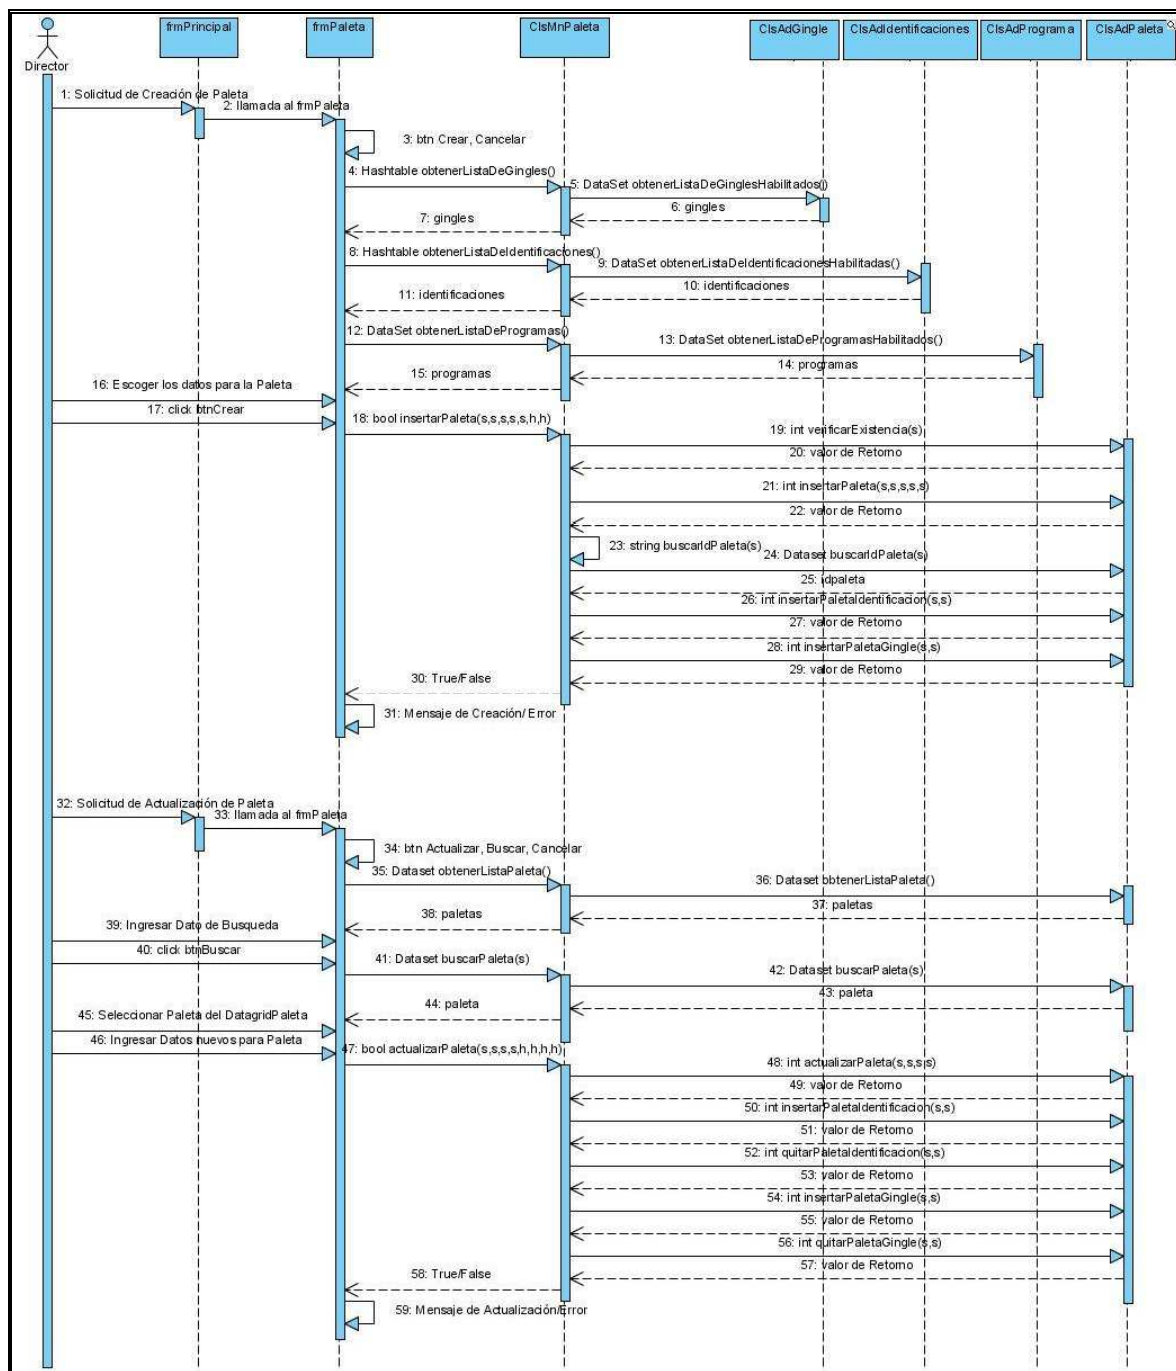 frmPrincipal
frmPaleta
ClsMnPaleta
ClsAdGingle
ClsAdIdentificaciones
ClsAdPrograma
ClsAdPaleta
Director
1: Solicitud de Creación de Paleta
2: llamada al frmPaleta
3: btn Crear, Cancelar
4: Hashtable obtenerListaDeGingles()
5: DataSet obtenerListaDeGinglesHabilitados()
6: gingles
7: gingles
8: Hashtable obtenerListaDeIdentificaciones()
9: DataSet obtenerListaDeIdentificacionesHabilitadas()
10: identificaciones
11: identificaciones
12: DataSet obtenerListaDeProgramas()
13: DataSet obtenerListaDeProgramasHabilitados()
14: programas
15: programas
16: Escoger los datos para la Paleta
17: click btnCrear
18: bool insertarPaleta(s,s,s,s,s,h,h)
19: int verificarExistencia(s)
20: valor de Retorno
21: int insertarPaleta(s,s,s,s,s)
22: valor de Retorno
23: string buscarIdPaleta(s)
24: Dataset buscarIdPaleta(s)
25: idpaleta
26: int insertarPaletaIdentificacion(s,s)
27: valor de Retorno
28: int insertarPaletaGingle(s,s)
29: valor de Retorno
30: True/False
31: Mensaje de Creación/ Error
32: Solicitud de Actualización de Paleta
33: llamada al frmPaleta
34: btn Actualizar, Buscar, Cancelar
35: Dataset obtenerListaPaleta()
36: Dataset obtenerListaPaleta()
37: paletas
38: paletas
39: Ingresar Dato de Busqueda
40: click btnBuscar
41: Dataset buscarPaleta(s)
42: Dataset buscarPaleta(s)
43: paleta
44: paleta
45: Seleccionar Paleta del DatagridPaleta
46: Ingresar Datos nuevos para Paleta
47: bool actualizarPaleta(s,s,s,s,h,h,h,h)
48: int actualizarPaleta(s,s,s,s)
49: valor de Retorno
50: int insertarPaletaIdentificacion(s,s)
51: valor de Retorno
52: int quitarPaletaIdentificacion(s,s)
53: valor de Retorno
54: int insertarPaletaGingle(s,s)
55: valor de Retorno
56: int quitarPaletaGingle(s,s)
57: valor de Retorno
58: True/False
59: Mensaje de Actualización/Error